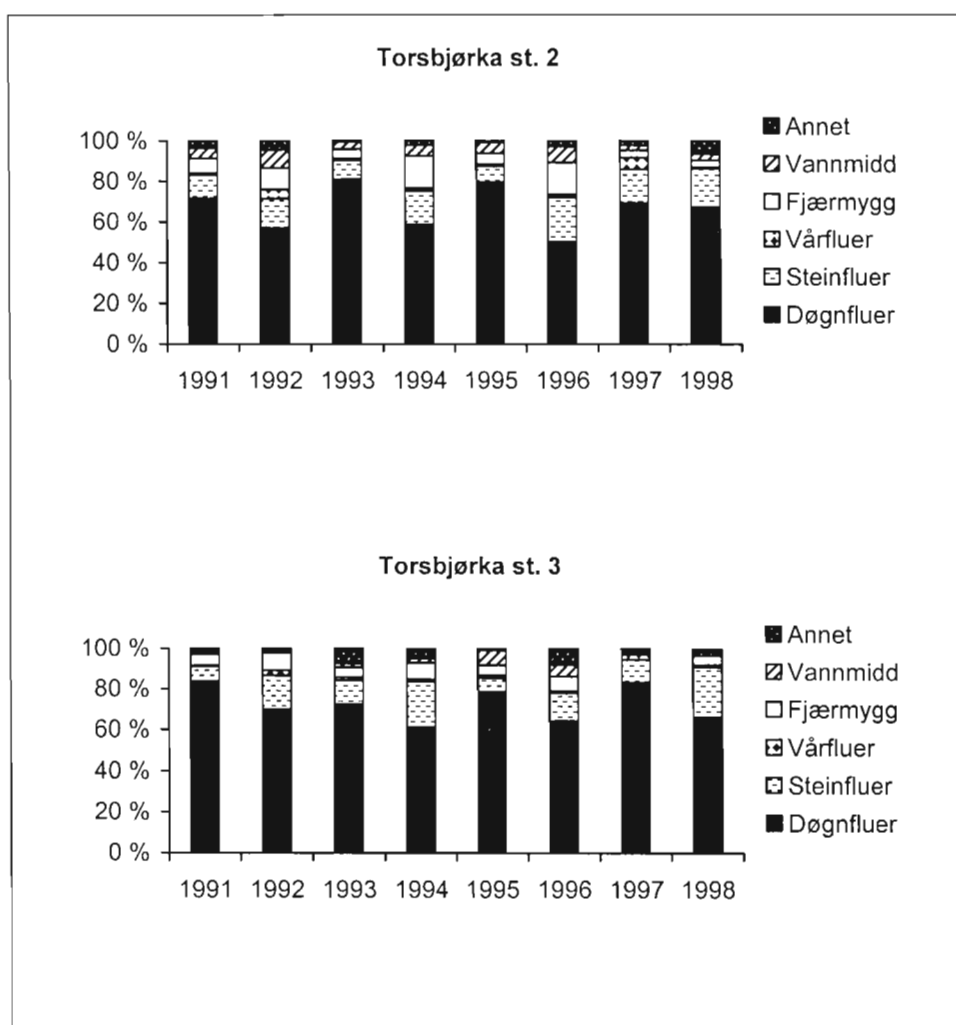 Torsbjørka st. 2
100 %
80 %
60 %
40 %
20 %
0 %
1991 1992 1993 1994 1995 1996 1997 1998
Annet
Vannmidd
Fjærmygg
Vårfluer
Steinfluer
Døgnfluer
Torsbjørka st. 3
100 %
80 %
60 %
40 %
20 %
0 %
1991 1992 1993 1994 1995 1996 1997 1998
Annet
Vannmidd
Fjærmygg
Vårfluer
Steinfluer
Døgnfluer